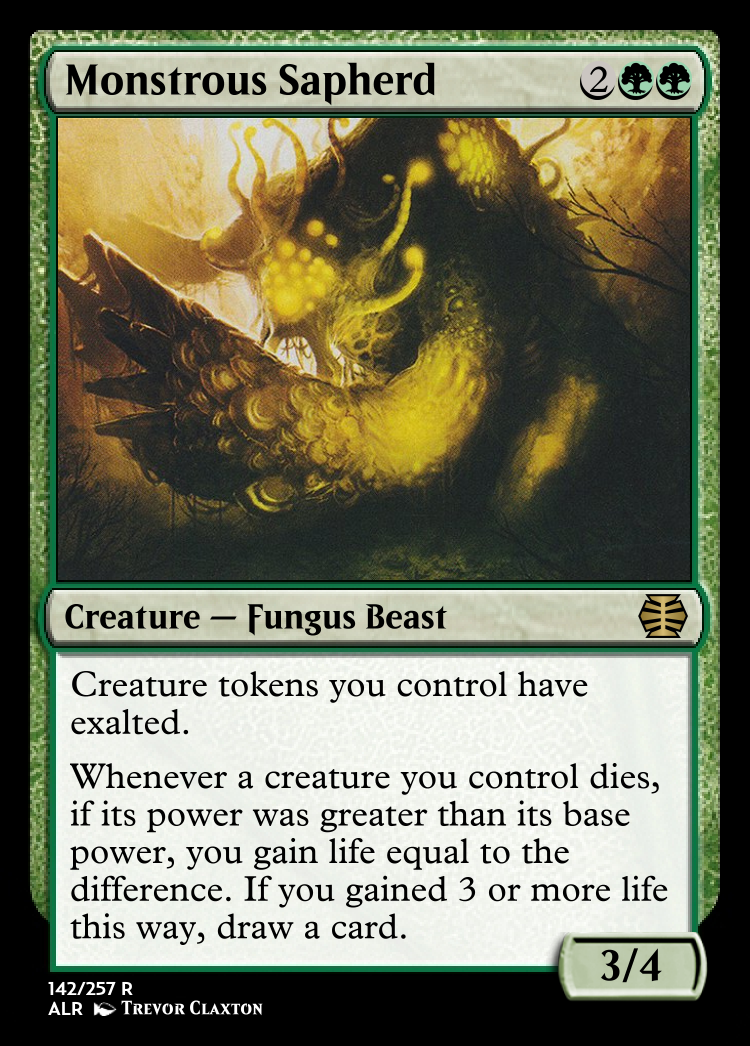 Monstrous Sapherd 2
Creature — Fungus Beast
Creature tokens you control have
exalted.
Whenever a creature you control dies,
if its power was greater than its base
power, you gain life equal to the
difference. If you gained 3 or more life
this way, draw a card.
3/4
142/257 R
ALR Trevor Claxton